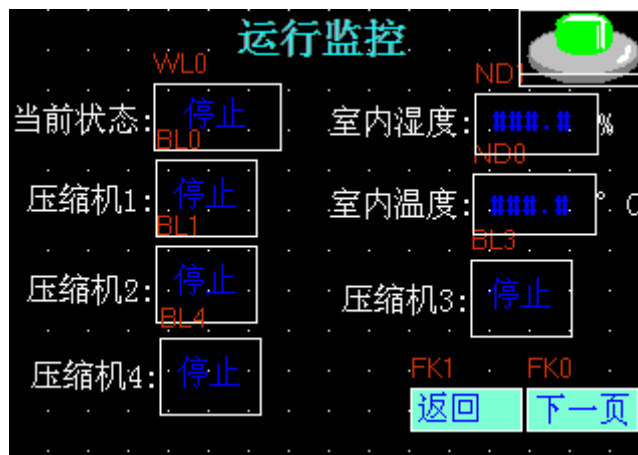 运行监控
WL0 ND1
当前状态: 停止 室内湿度: ###.# %
BL0 ND0
压缩机1: 停止 室内温度: ###.# ° C
BL1 BL3
压缩机2: 停止 压缩机3: 停止
BL4
压缩机4: 停止
FK1 FK0
返回 下一页